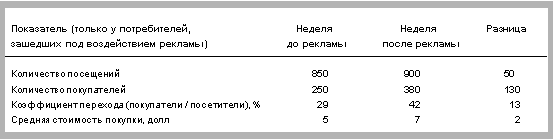 Показатель (только у потребителей, Неделя Неделя Разница
зашедших под воздействием рекламы) до рекламы после рекламы
Количество посещений 850 900 50
Количество покупателей 250 380 130
Коэффициент перехода (покупатели / посетители), % 29 42 13
Средняя стоимость покупки, долл 5 7 2